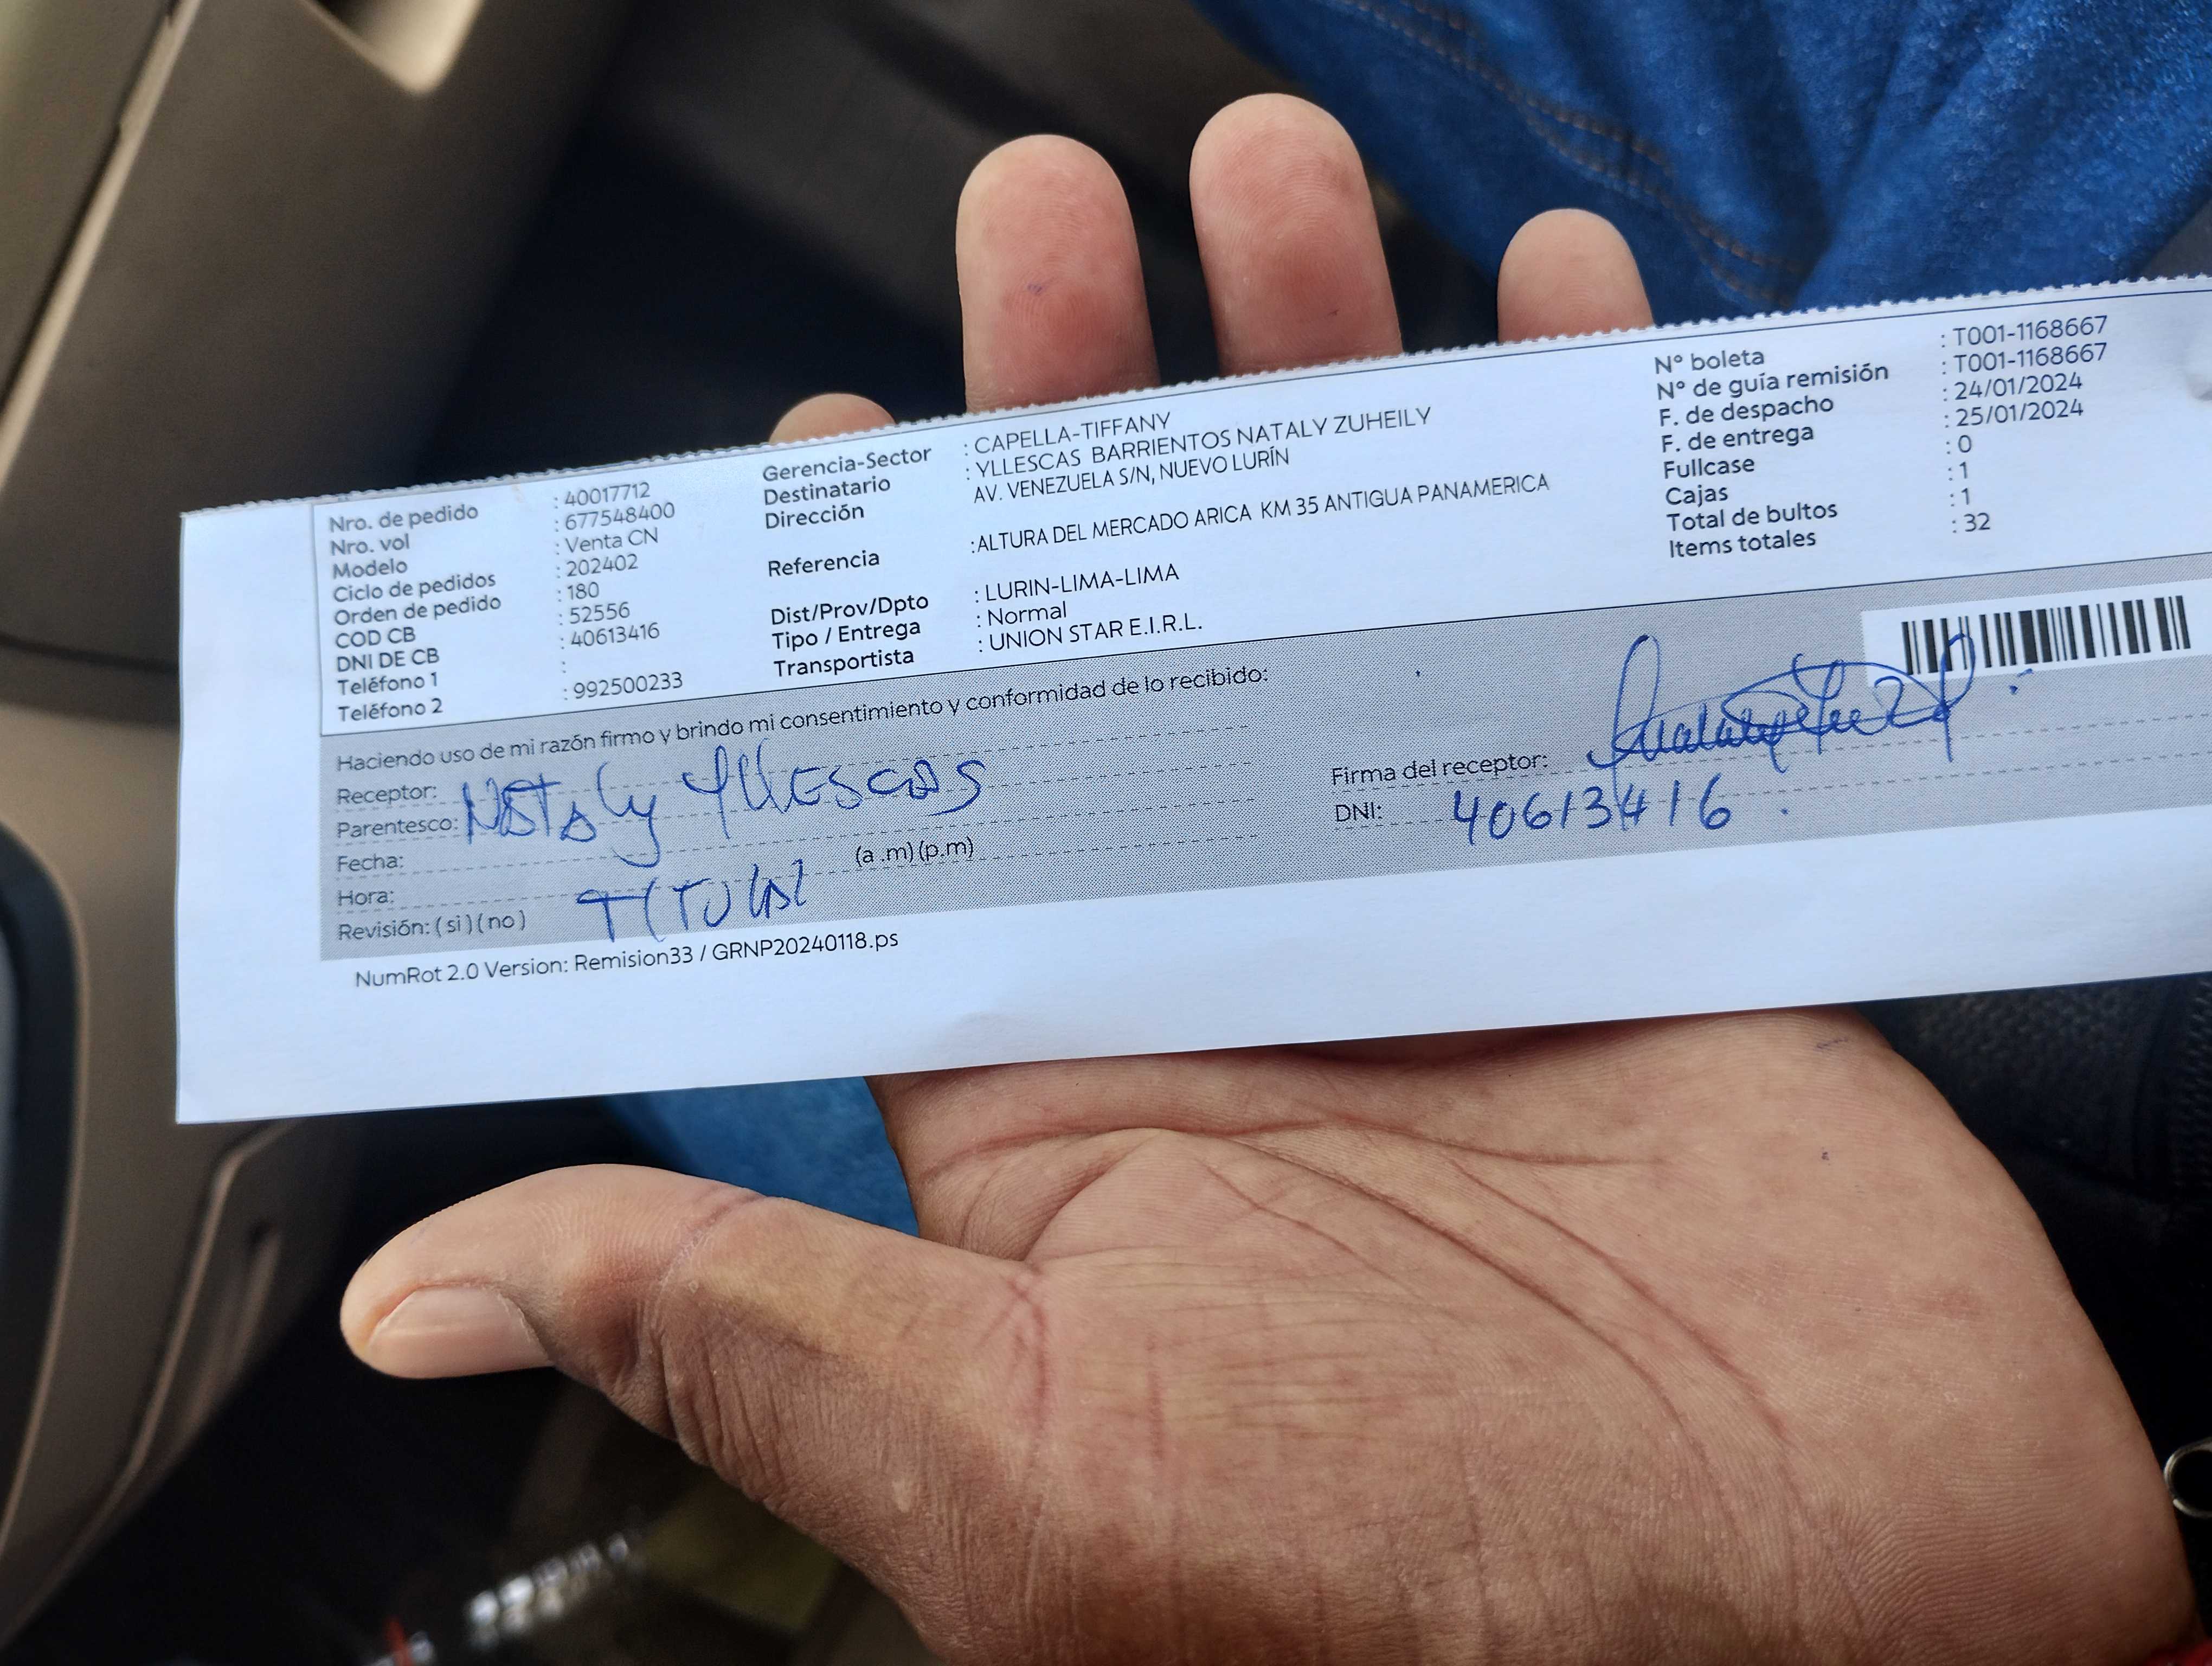 Nro. de pedido : 40017712
Nro. vol : 677548400
Modelo : Venta CN
Ciclo de pedidos : 202402
Orden de pedido : 180
COD CB : 52556
DNI DE CB : 40613416
Teléfono 1 :
Teléfono 2 : 992500233
Gerencia-Sector : CAPELLA-TIFFANY
Destinatario : YLLESCAS BARRIENTOS NATALY ZUHEILY
Dirección AV. VENEZUELA S/N, NUEVO LURÍN
Referencia :ALTURA DEL MERCADO ARICA KM 35 ANTIGUA PANAMERICA
Dist/Prov/Dpto : LURIN-LIMA-LIMA
Tipo / Entrega : Normal
Transportista : UNION STAR E.I.R.L.
N° boleta : T001-1168667
N° de guía remisión : T001-1168667
F. de despacho : 24/01/2024
F. de entrega : 25/01/2024
Fullcase : 0
Cajas : 1
Total de bultos : 1
Items totales : 32
Haciendo uso de mi razón firmo y brindo mi consentimiento y conformidad de lo recibido:
Receptor: Nataly Yllescas
Parentesco:
Fecha:
Hora: (a .m) (p.m)
Revisión: ( si ) ( no ) Titular
Firma del receptor:
DNI: 40613416
NumRot 2.0 Version: Remision33 / GRNP20240118.ps